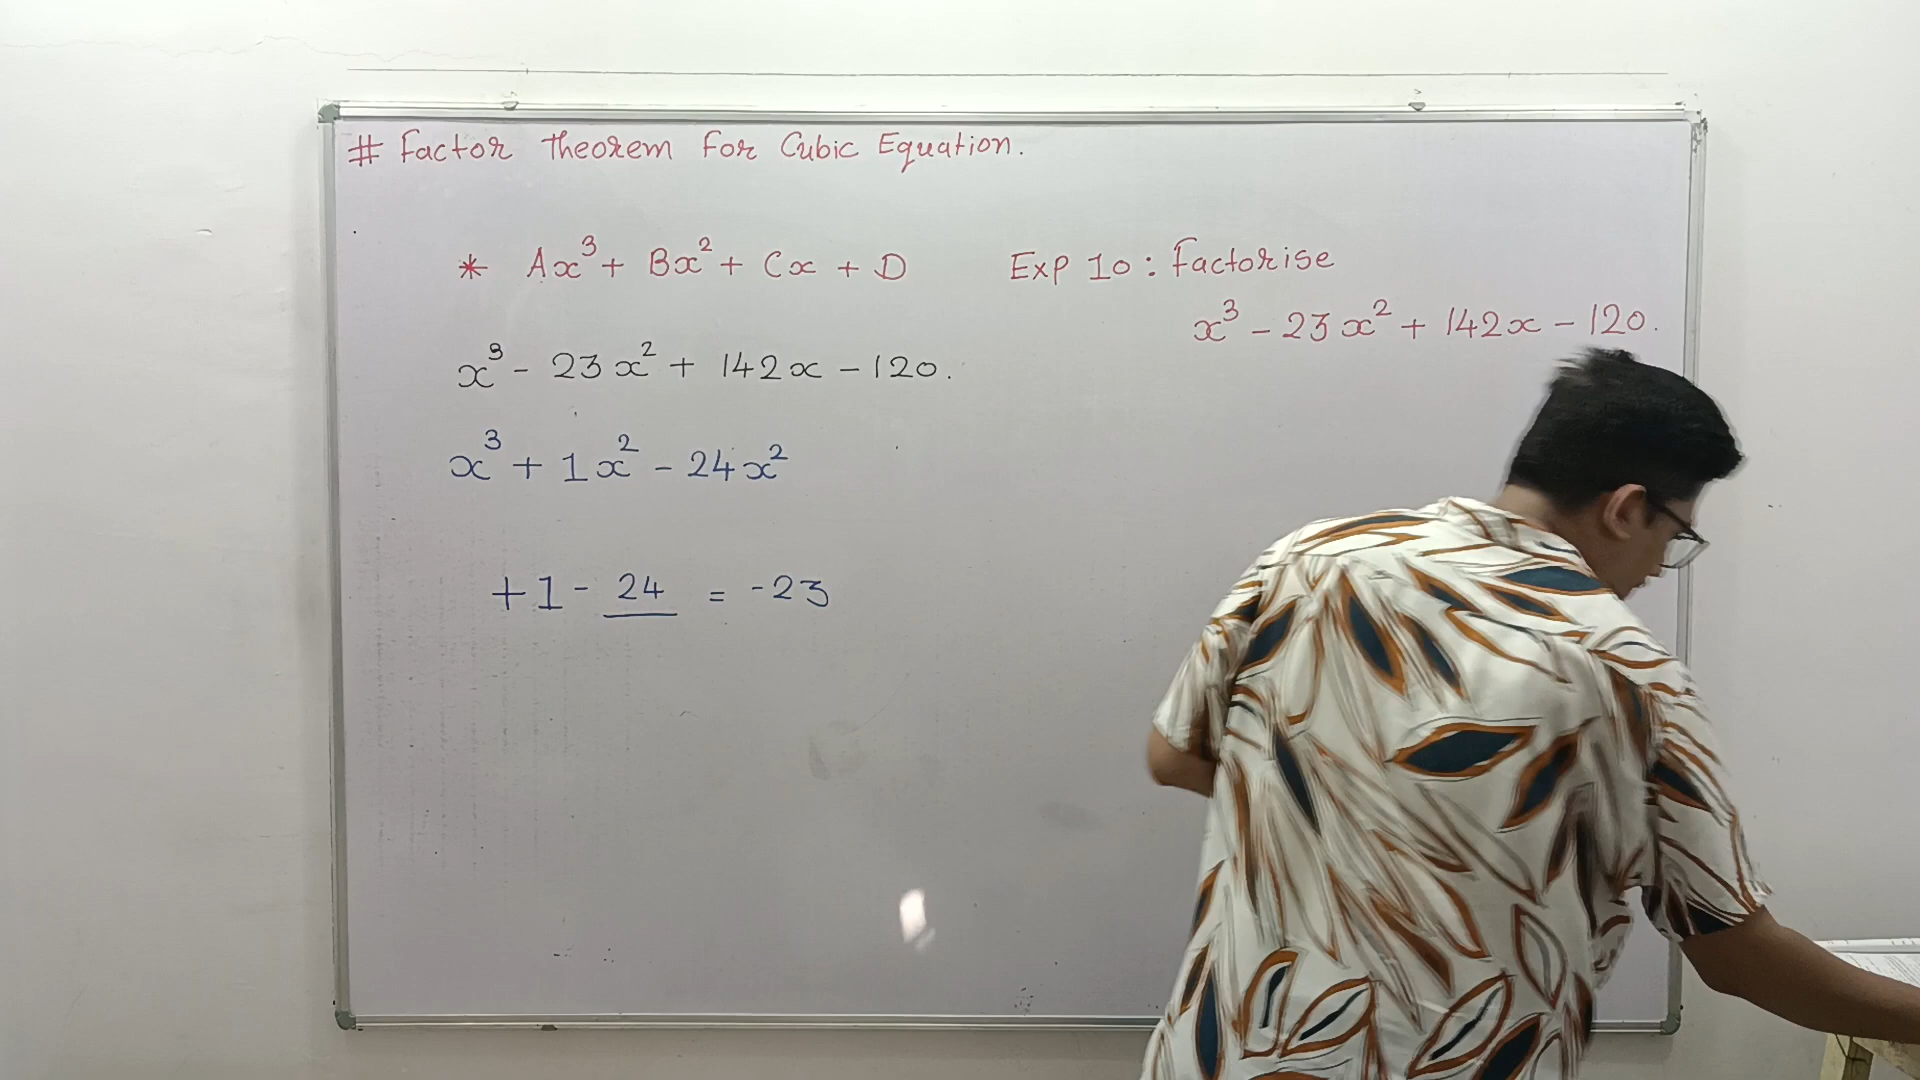 # Factor Theorem For Cubic Equation.
* Ax³ + Bx² + Cx + D
x³ - 23x² + 142x - 120.
x³ + 1x² - 24x²
+1 - 24 = -23
Exp 10 : Factorise
x³ - 23x² + 142x - 120.